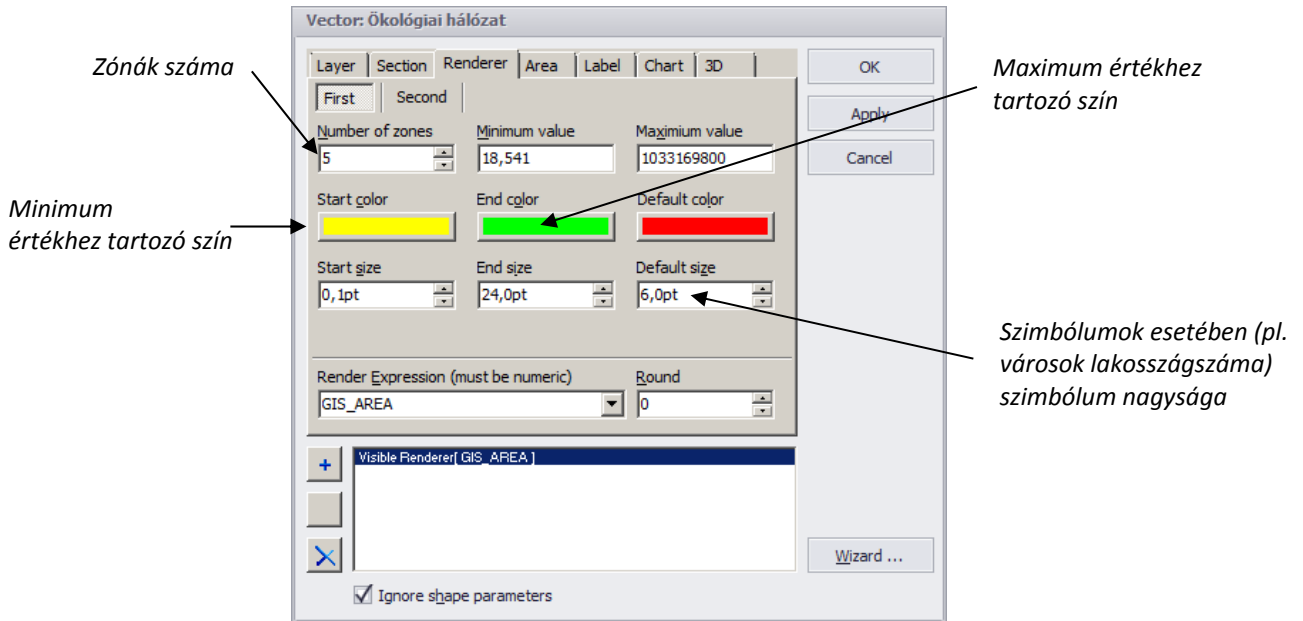 Vector: Ökológiai hálózat
Zónák száma
Layer Section Renderer Area Label Chart 3D
OK
Maximum értékhez
tartozó szín
First Second
Apply
Number of zones Minimum value Maximium value
5 18,541 1033169800
Cancel
Minimum
értékhez tartozó szín
Start color End color Default color
Start size End size Default size
0,1pt 24,0pt 6,0pt
Szimbólumok esetében (pl.
városok lakosszágszáma)
szimbólum nagysága
Render Expression (must be numeric) Round
GIS_AREA 0
+
Visible Renderer[ GIS_AREA ]
Wizard ...
Ignore shape parameters